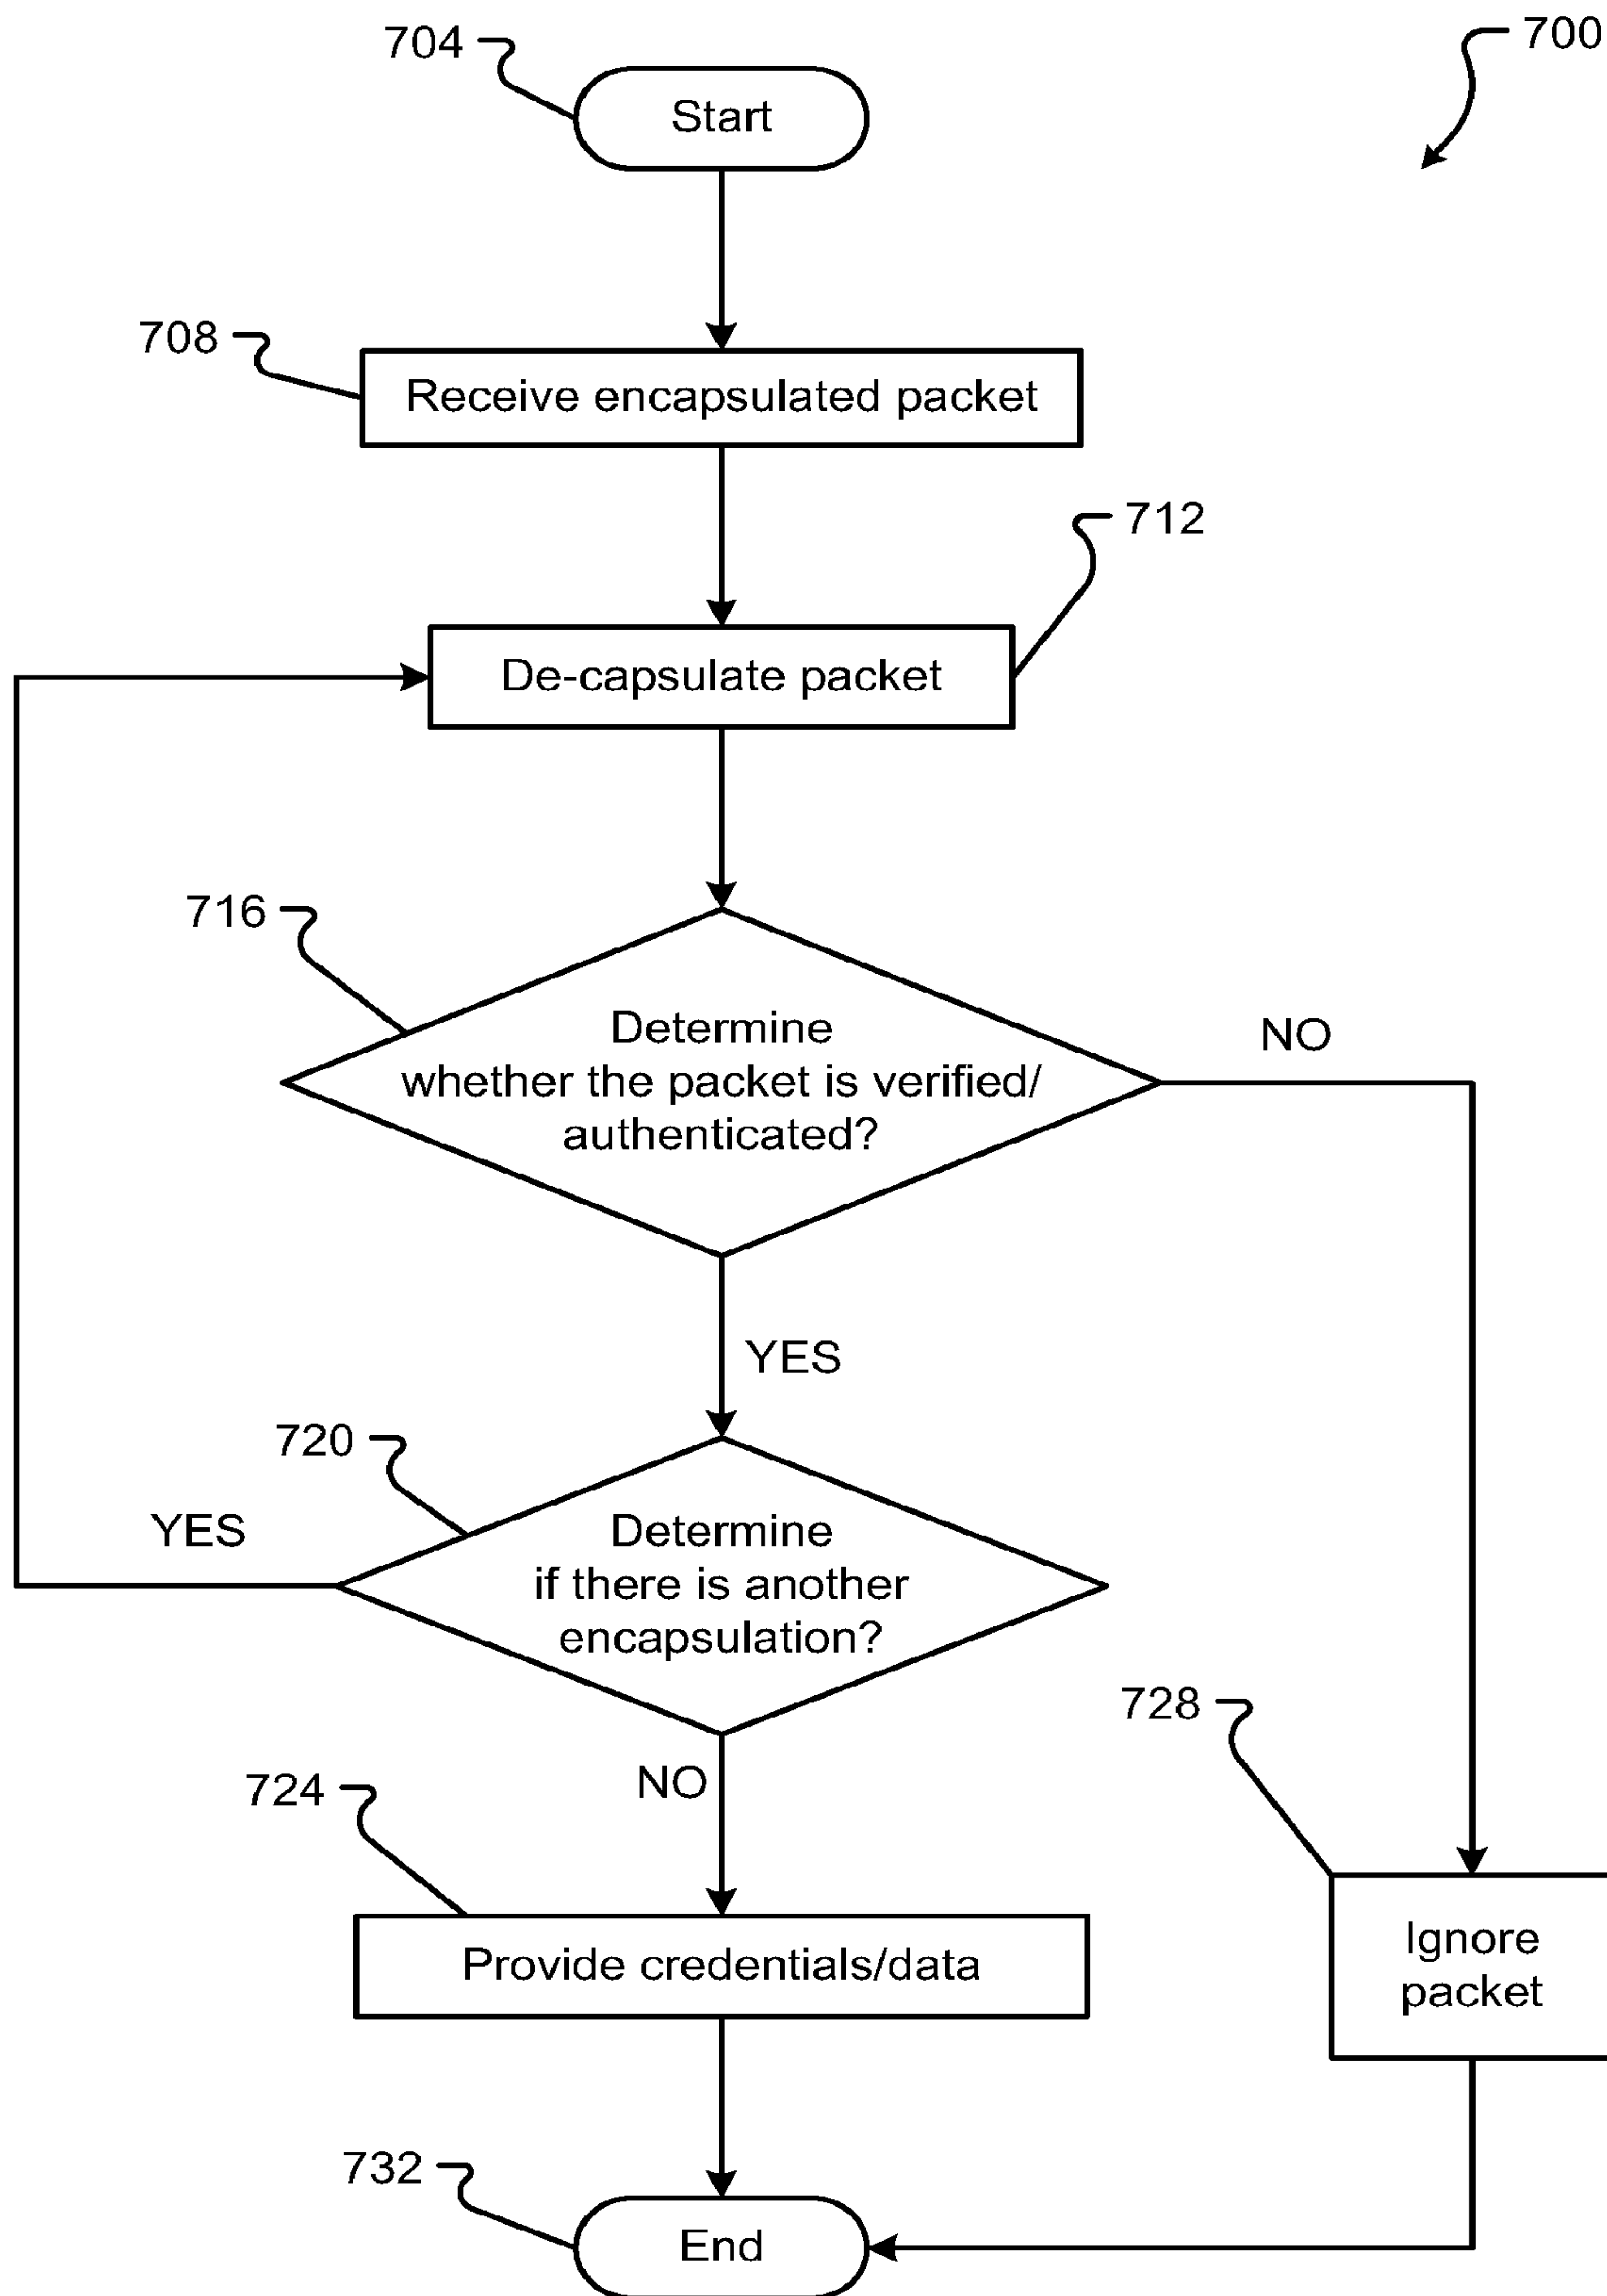 704
700
Start
708
Receive encapsulated packet
712
De-capsulate packet
716
Determine
whether the packet is verified/
authenticated?
NO
YES
720
YES
Determine
if there is another
encapsulation?
728
NO
724
Provide credentials/data
Ignore
packet
732
End